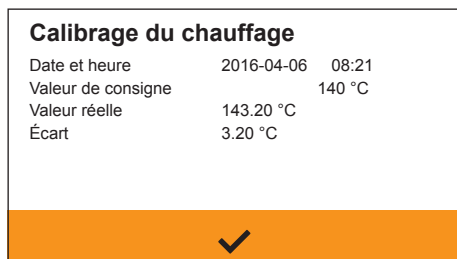 Calibrage du chauffage
Date et heure 2016-04-06 08:21
Valeur de consigne 140 °C
Valeur réelle 143.20 °C
Écart 3.20 °C